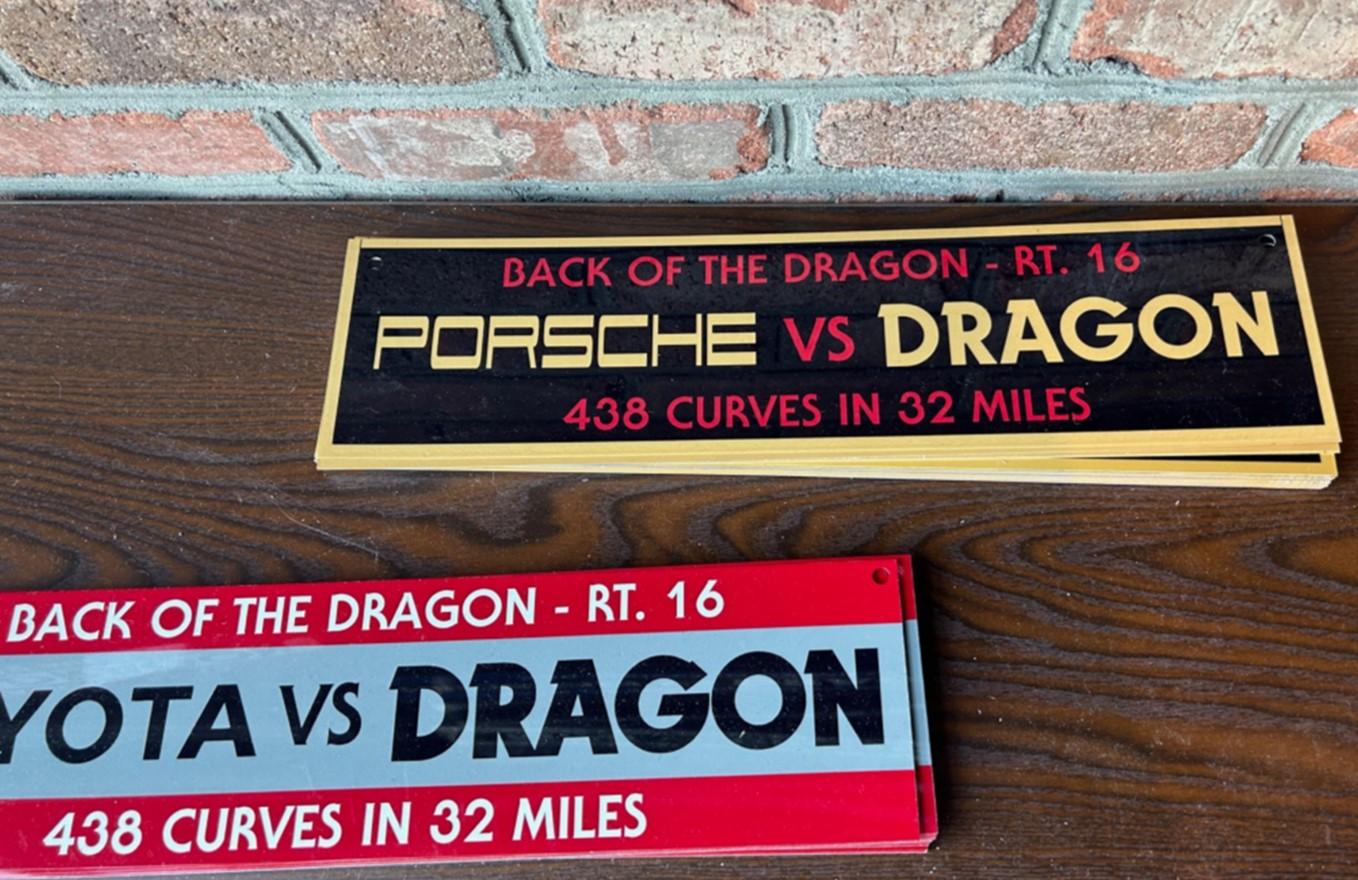 BACK OF THE DRAGON - RT. 16
PORSCHE VS DRAGON
438 CURVES IN 32 MILES
BACK OF THE DRAGON - RT. 16
YOTA VS DRAGON
438 CURVES IN 32 MILES